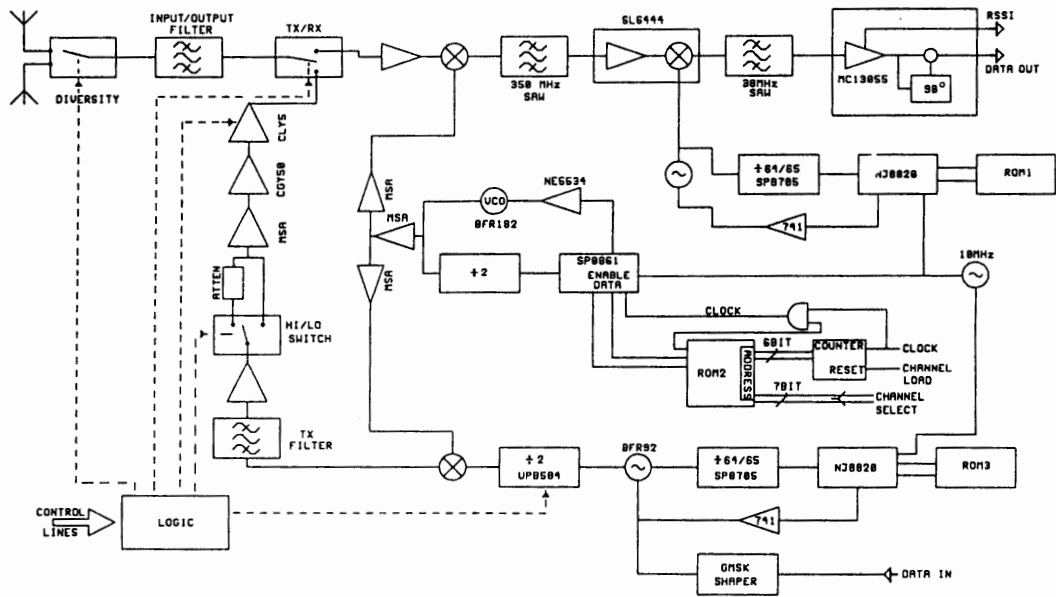 INPUT/OUTPUT
FILTER
TX/RX
SL6444
RSSI
DATA OUT
MC13055
90°
DIVERSITY
350 MHz
SAW
38MHz
SAW
CLY5
CGY50
MSA
ATTEN
HI/LO
SWITCH
TX
FILTER
MSA
MSA
MSA
VCO
BFR182
NE5534
÷2
SP8861
ENABLE
DATA
÷64/65
SP8705
NJ8820
ROM1
741
10MHz
CLOCK
ROM2
ADDRESS
6BIT
7BIT
COUNTER
RESET
CLOCK
CHANNEL
LOAD
CHANNEL
SELECT
÷2
UPB584
BFR92
÷64/65
SP8705
NJ8820
ROM3
741
CONTROL
LINES
LOGIC
GMSK
SHAPER
DATA IN